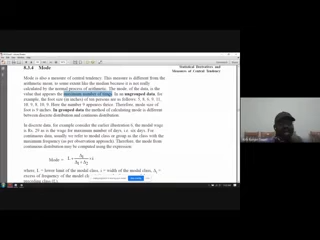 8.3.4 Mode
Statistical Derivatives and
Measures of Central Tendency
Mode is also a measure of central tendency. This measure is different from the
arithmetic mean, to some extent like the median because it is not really
calculated by the normal process of arithmetic. The mode, of the data, is the
value that appears the maximum number of times. In an ungrouped data, for
example, the foot size (in inches) of ten persons are as follows: 5, 8, 6, 9, 11,
10, 9, 8, 10, 9. Here the number 9 appears thrice. Therefore, mode size of
foot is 9 inches. In grouped data the method of calculating mode is different
between discrete distribution and continuous distribution.
In discrete data, for example consider the earlier illustration 8, the modal wage
is Rs. 20 as is the wage for maximum number of days, i.e. six days. For
continuous data, usually we refer to modal class or group as the class with the
maximum frequency (as per observation approach). Therefore, the mode from
continuous distribution may be computed using the expression:
Mode = L + Δ₁ / Δ₁ + Δ₂ × i
where, L = lower limit of the modal class, i = width of the modal class, Δ₁ =
excess of frequency of the modal cl
preceding class (f